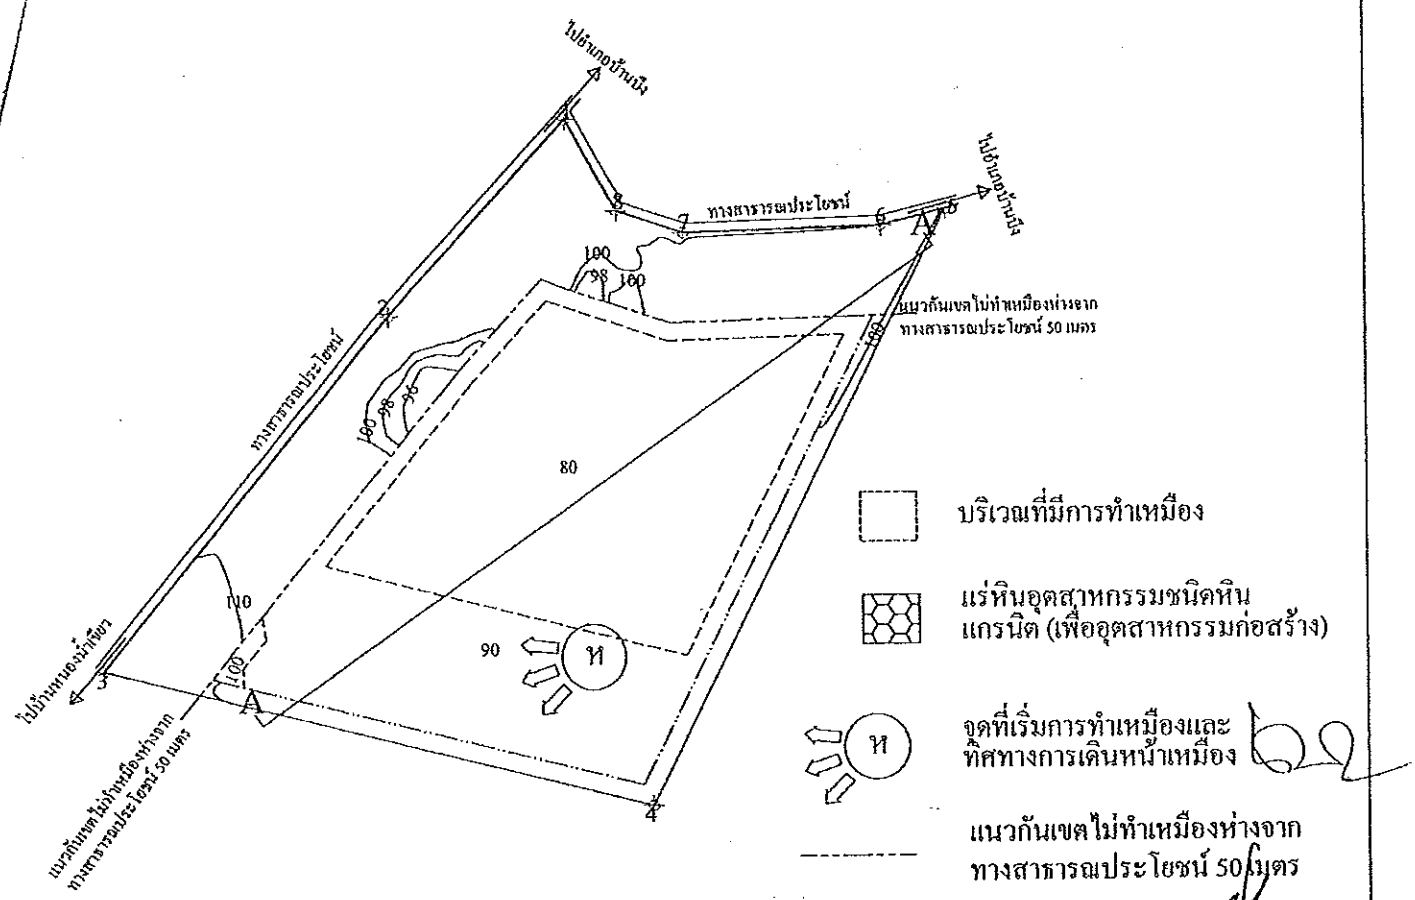 ไปอำเภอบ้านบึง
ไปอำเภอบ้านบึง
1
8
7
ทางสาธารณประโยชน์
6
5
A
2
100
98
100
แนวกันเขตไม่ทำเหมืองห่างจาก
ทางสาธารณประโยชน์ 50 เมตร
100
ทางสาธารณประโยชน์
100
98
96
80
บริเวณที่มีการทำเหมือง
แร่หินอุตสาหกรรมชนิดหิน
แกรนิต (เพื่ออุตสาหกรรมก่อสร้าง)
110
100
90
ห
ไปบ้านหนองน้ำเขียว
3
A
4
แนวกันเขตไม่ทำเหมืองห่างจาก
ทางสาธารณประโยชน์ 50 เมตร
ห
จุดที่เริ่มการทำเหมืองและ
ทิศทางการเดินหน้าเหมือง
แนวกันเขตไม่ทำเหมืองห่างจาก
ทางสาธารณประโยชน์ 50 เมตร